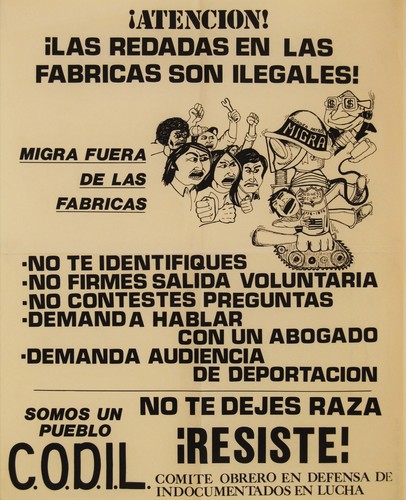 ¡ATENCION!
¡LAS REDADAS EN LAS
FABRICAS SON ILEGALES!
MIGRA
MIGRA FUERA
DE LAS
FABRICAS
·NO TE IDENTIFIQUES
·NO FIRMES SALIDA VOLUNTARIA
·NO CONTESTES PREGUNTAS
·DEMANDA HABLAR
CON UN ABOGADO
·DEMANDA AUDIENCIA
DE DEPORTACION
SOMOS UN
PUEBLO
C.O.D.I.L.
NO TE DEJES RAZA
¡RESISTE!
COMITE OBRERO EN DEFENSA DE
INDOCUMENTADOS EN LUCHA